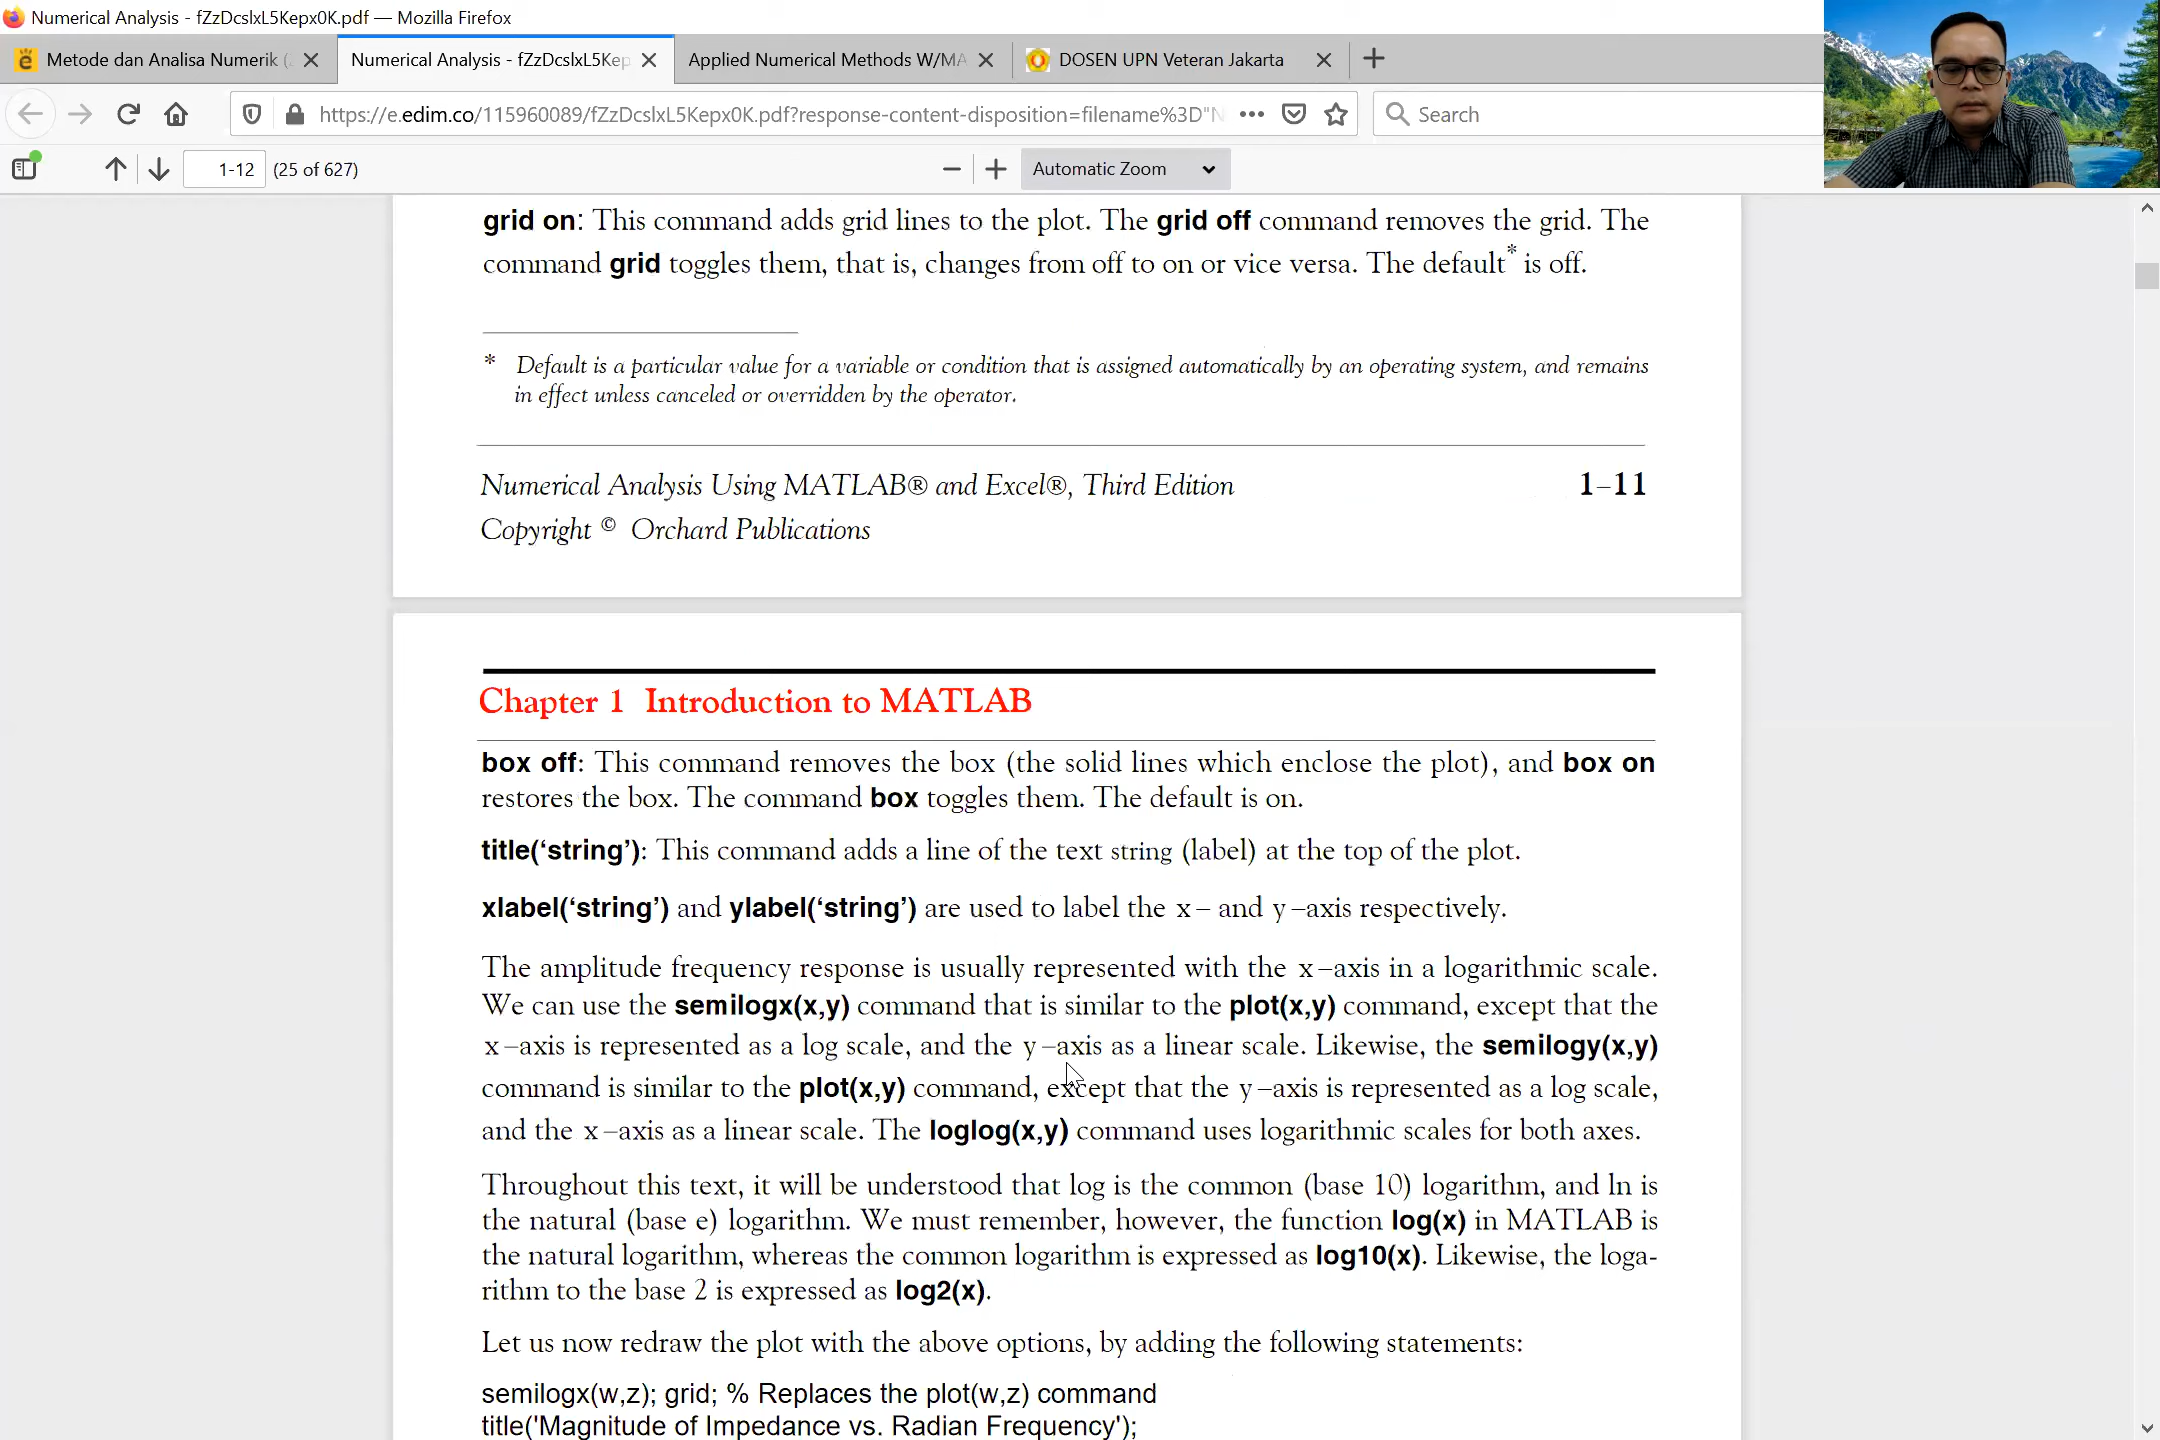 Numerical Analysis - fZzDcslxL5Kepx0K.pdf — Mozilla Firefox
Metode dan Analisa Numerik (
Numerical Analysis - fZzDcslxL5Kep
Applied Numerical Methods W/MA
DOSEN UPN Veteran Jakarta
https://e.edim.co/115960089/fZzDcslxL5Kepx0K.pdf?response-content-disposition=filename%3D"N
Search
1-12 (25 of 627)
Automatic Zoom
grid on: This command adds grid lines to the plot. The grid off command removes the grid. The
command grid toggles them, that is, changes from off to on or vice versa. The default* is off.
* Default is a particular value for a variable or condition that is assigned automatically by an operating system, and remains
in effect unless canceled or overridden by the operator.
Numerical Analysis Using MATLAB® and Excel®, Third Edition 1–11
Copyright © Orchard Publications
Chapter 1 Introduction to MATLAB
box off: This command removes the box (the solid lines which enclose the plot), and box on
restores the box. The command box toggles them. The default is on.
title(‘string’): This command adds a line of the text string (label) at the top of the plot.
xlabel(‘string’) and ylabel(‘string’) are used to label the x– and y–axis respectively.
The amplitude frequency response is usually represented with the x–axis in a logarithmic scale.
We can use the semilogx(x,y) command that is similar to the plot(x,y) command, except that the
x–axis is represented as a log scale, and the y–axis as a linear scale. Likewise, the semilogy(x,y)
command is similar to the plot(x,y) command, except that the y–axis is represented as a log scale,
and the x–axis as a linear scale. The loglog(x,y) command uses logarithmic scales for both axes.
Throughout this text, it will be understood that log is the common (base 10) logarithm, and ln is
the natural (base e) logarithm. We must remember, however, the function log(x) in MATLAB is
the natural logarithm, whereas the common logarithm is expressed as log10(x). Likewise, the loga-
rithm to the base 2 is expressed as log2(x).
Let us now redraw the plot with the above options, by adding the following statements:
semilogx(w,z); grid; % Replaces the plot(w,z) command
title('Magnitude of Impedance vs. Radian Frequency');